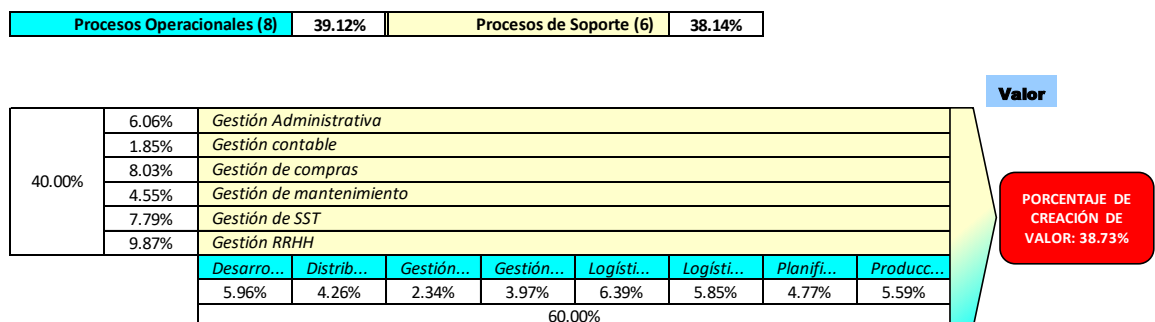 Procesos Operacionales (8) 39.12% Procesos de Soporte (6) 38.14%
Valor
40.00%
6.06% Gestión Administrativa
1.85% Gestión contable
8.03% Gestión de compras
4.55% Gestión de mantenimiento
7.79% Gestión de SST
9.87% Gestión RRHH
PORCENTAJE DE
CREACIÓN DE
VALOR: 38.73%
Desarro... Distrib... Gestión... Gestión Logísti... Logísti... Planifi... Producc...
5.96% 4.26% 2.34% 3.97% 6.39% 5.85% 4.77% 5.59%
60.00%